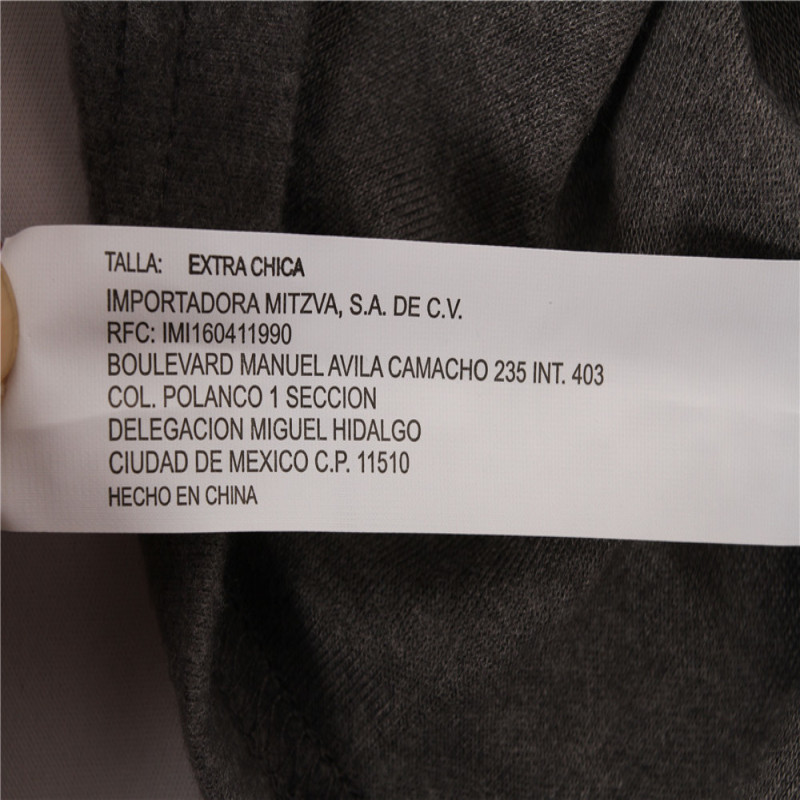 TALLA: EXTRA CHICA
IMPORTADORA MITZVA, S.A. DE C.V.
RFC: IMI160411990
BOULEVARD MANUEL AVILA CAMACHO 235 INT. 403
COL. POLANCO 1 SECCION
DELEGACION MIGUEL HIDALGO
CIUDAD DE MEXICO C.P. 11510
HECHO EN CHINA